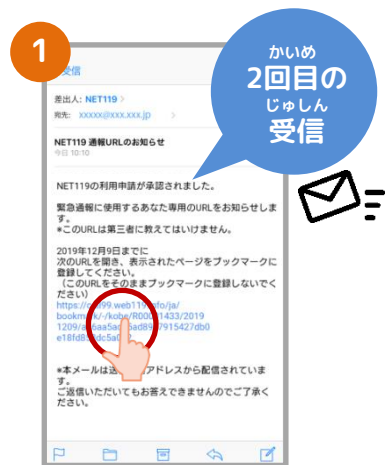 1
受信
差出人: NET119
宛先: xxxxx@xxx.xxx.jp
NET119 通報URLのお知らせ
今日 10:10
かいめ
2回目の
じゅしん
受信
NET119の利用申請が承認されました。
緊急通報に使用するあなた専用のURLをお知らせしま
す。
*このURLは第三者に教えてはいけません。
2019年12月9日までに
次のURLを開き、表示されたページをブックマークに
登録してください。
（このURLをそのままブックマークに登録しないでく
ださい）
*本メールは アドレスから配信されていま
す。
ご返信いただいてもお答えできませんのでご了承く
ださい。